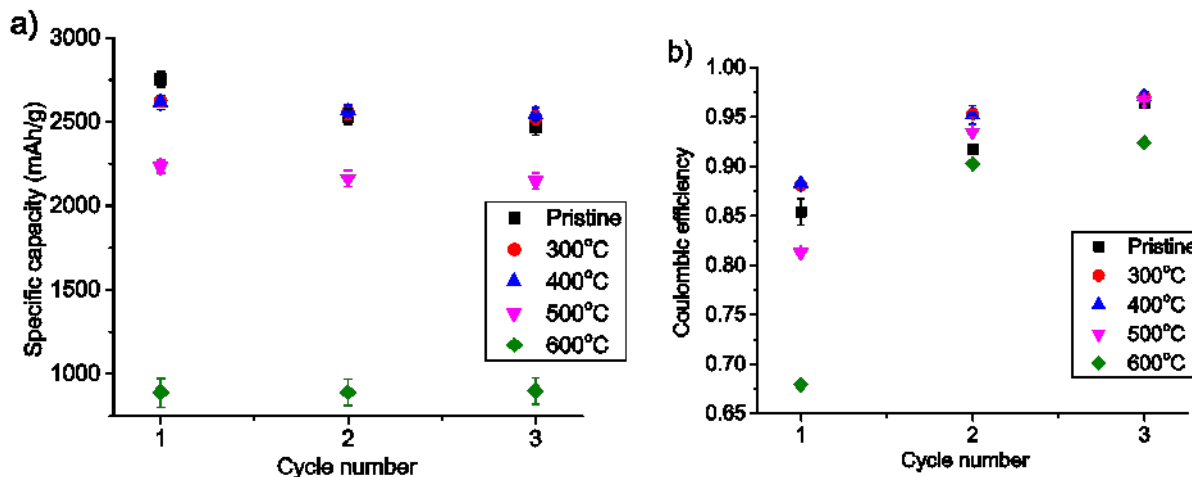 a)
3000
2500
2000
1500
1000
Specific capacity (mAh/g)
Pristine
300°C
400°C
500°C
600°C
1 2 3
Cycle number
b)
1.00
0.95
0.90
0.85
0.80
0.75
0.70
0.65
Coulombic efficiency
Pristine
300°C
400°C
500°C
600°C
1 2 3
Cycle number